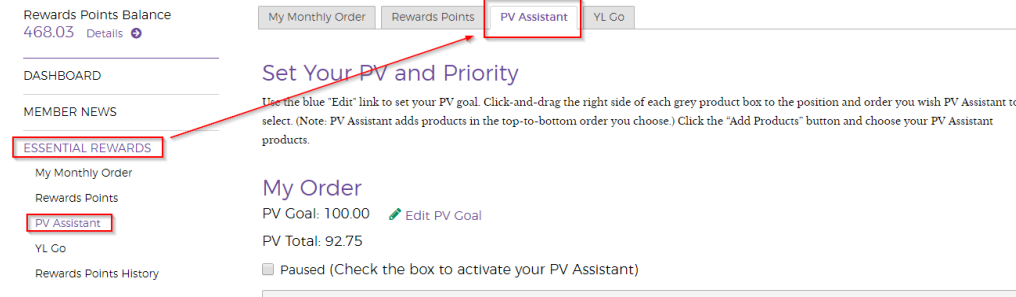 Rewards Points Balance
468.03 Details
DASHBOARD
MEMBER NEWS
ESSENTIAL REWARDS
My Monthly Order
Rewards Points
PV Assistant
YL Go
Rewards Points History
My Monthly Order Rewards Points PV Assistant YL Go
Set Your PV and Priority
Use the blue "Edit" link to set your PV goal. Click-and-drag the right side of each grey product box to the position and order you wish PV Assistant to
select. (Note: PV Assistant adds products in the top-to-bottom order you choose.) Click the “Add Products” button and choose your PV Assistant
products.
My Order
PV Goal: 100.00 Edit PV Goal
PV Total: 92.75
Paused (Check the box to activate your PV Assistant)